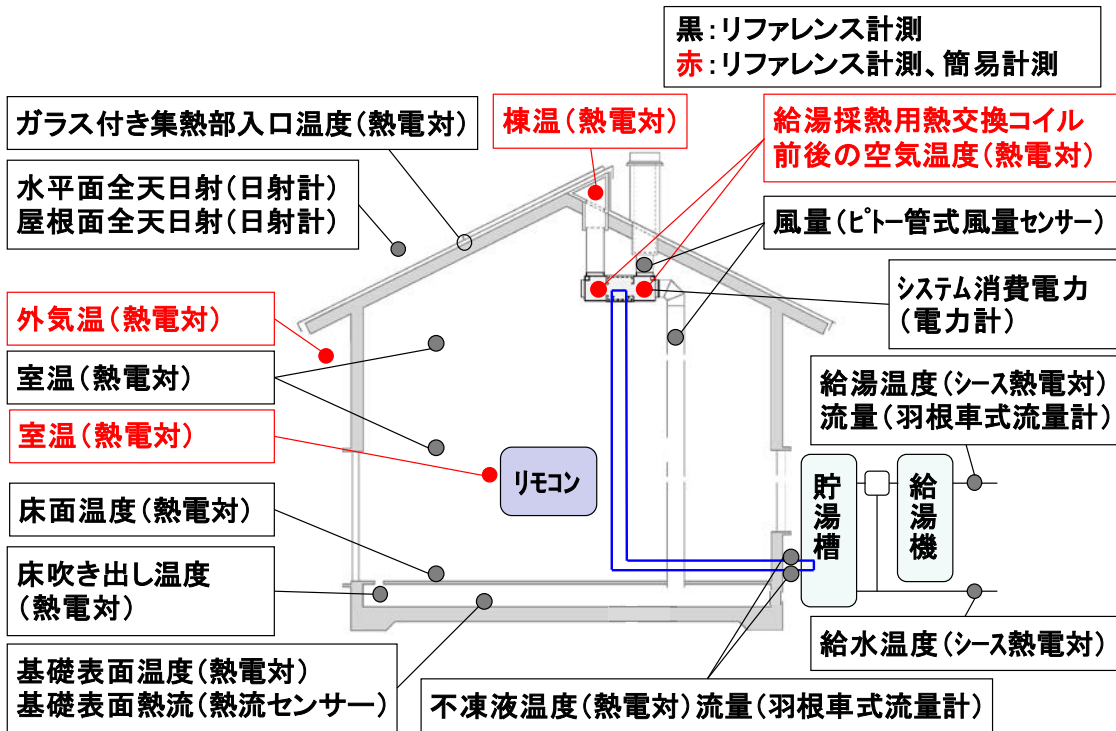 黒:リファレンス計測
赤:リファレンス計測、簡易計測
ガラス付き集熱部入口温度(熱電対)
棟温(熱電対)
給湯採熱用熱交換コイル
前後の空気温度(熱電対)
水平面全天日射(日射計)
屋根面全天日射(日射計)
風量(ピトー管式風量センサー)
システム消費電力
(電力計)
外気温(熱電対)
室温(熱電対)
給湯温度(シース熱電対)
流量(羽根車式流量計)
室温(熱電対)
リモコン
貯湯槽
給湯機
床面温度(熱電対)
床吹き出し温度
(熱電対)
給水温度(シース熱電対)
基礎表面温度(熱電対)
基礎表面熱流(熱流センサー)
不凍液温度(熱電対)流量(羽根車式流量計)